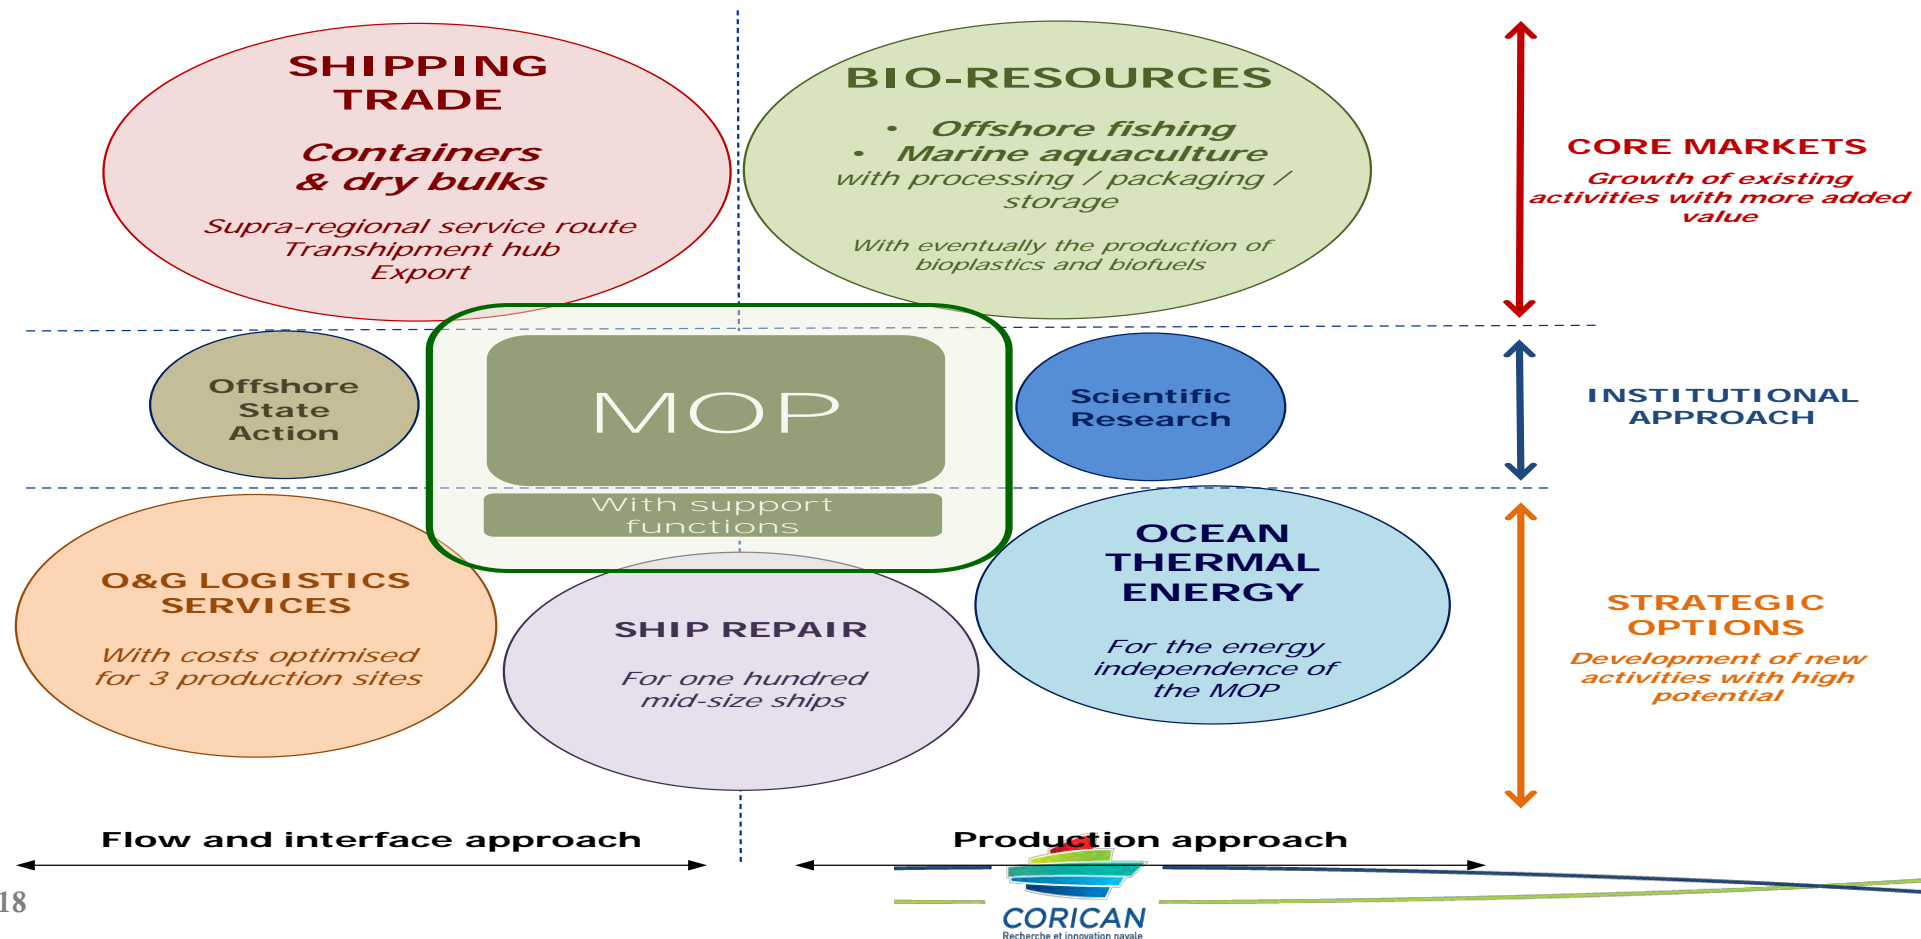 SHIPPING
TRADE
Containers
& dry bulks
Supra-regional service route
Transhipment hub
Export
BIO-RESOURCES
• Offshore fishing
• Marine aquaculture
with processing / packaging /
storage
With eventually the production of
bioplastics and biofuels
CORE MARKETS
Growth of existing
activities with more added
value
Offshore
State
Action
MOP
With support
functions
Scientific
Research
INSTITUTIONAL
APPROACH
O&G LOGISTICS
SERVICES
With costs optimised
for 3 production sites
SHIP REPAIR
For one hundred
mid-size ships
OCEAN
THERMAL
ENERGY
For the energy
independence of
the MOP
STRATEGIC
OPTIONS
Development of new
activities with high
potential
Flow and interface approach
Production approach
18
CORICAN
Recherche et innovation navale